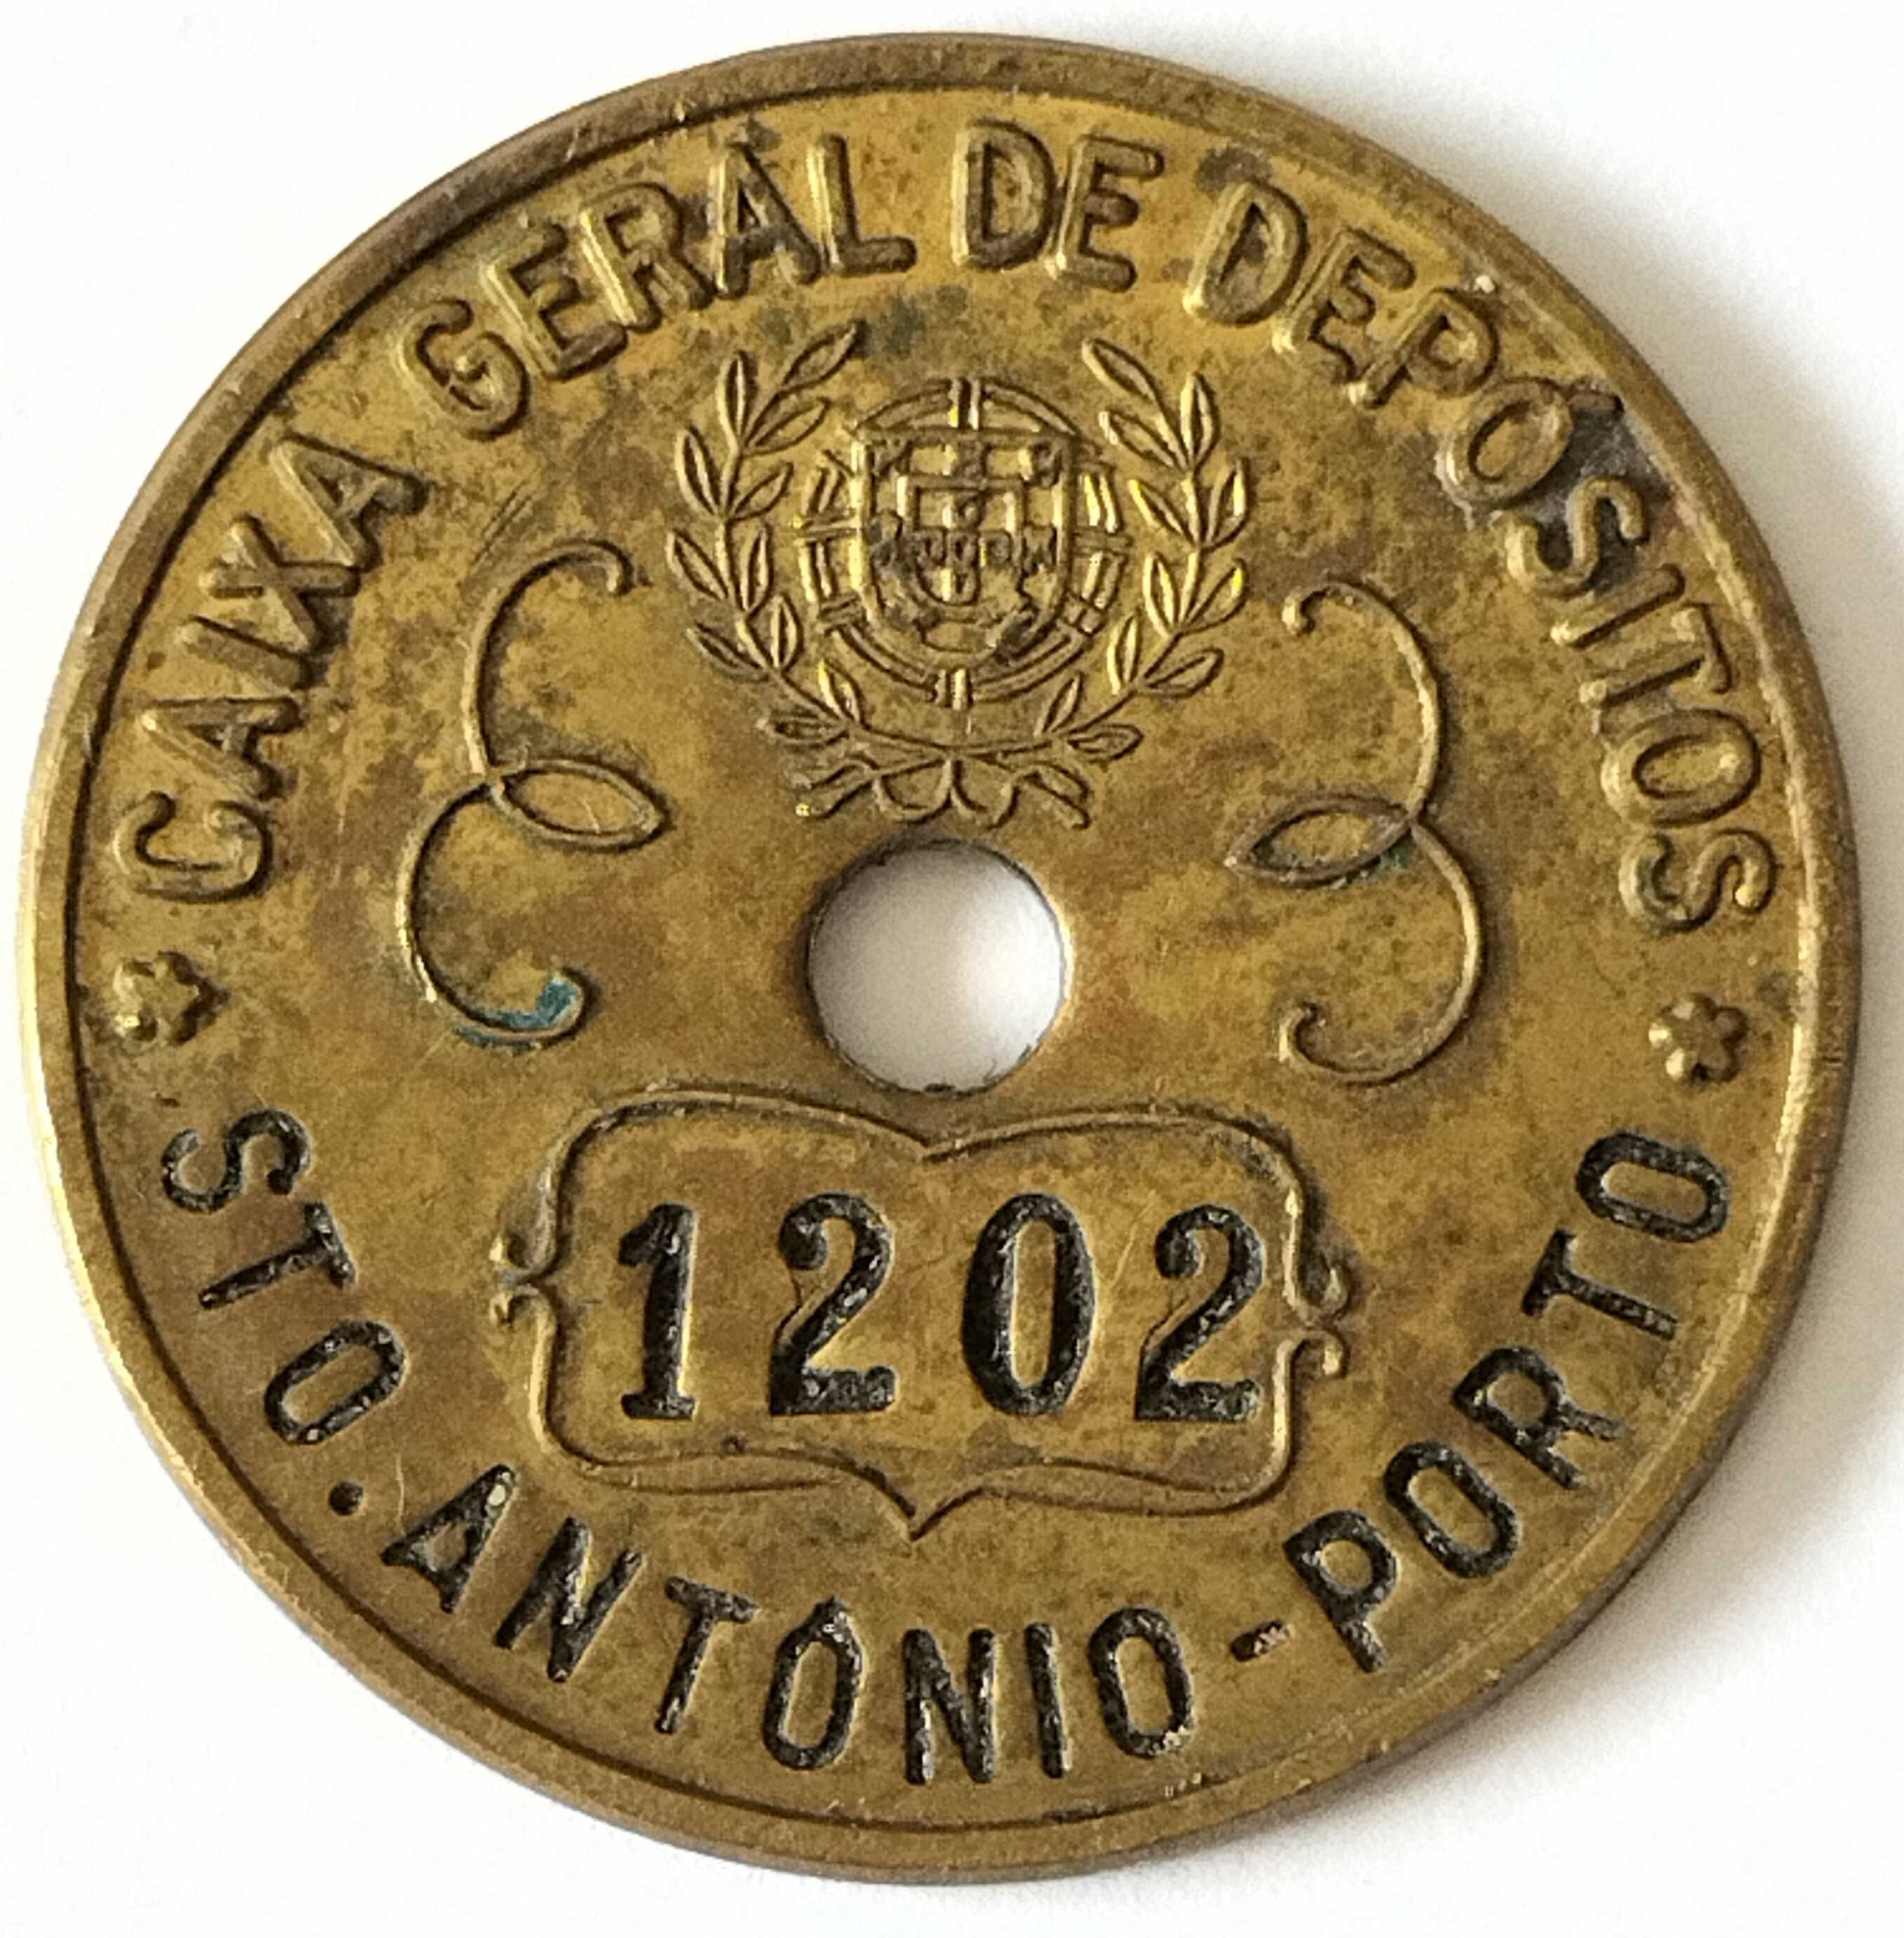 CAIXA GERAL DE DEPÓSITOS
1202
STO. ANTÓNIO-PORTO